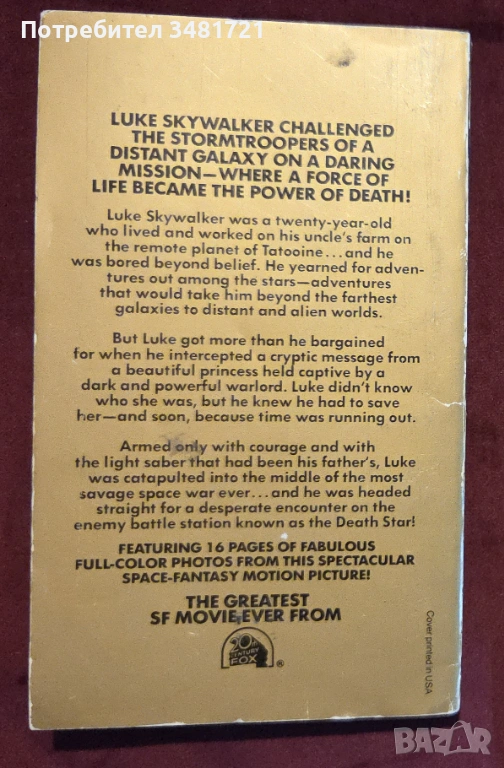 Потребител 3481721
LUKE SKYWALKER CHALLENGED
THE STORMTROOPERS OF A
DISTANT GALAXY ON A DARING
MISSION—WHERE A FORCE OF
LIFE BECAME THE POWER OF DEATH!
Luke Skywalker was a twenty-year-old
who lived and worked on his uncle's farm on
the remote planet of Tatooine...and he
was bored beyond belief. He yearned for adven-
tures out among the stars—adventures
that would take him beyond the farthest
galaxies to distant and alien worlds.
But Luke got more than he bargained
for when he intercepted a cryptic message from
a beautiful princess held captive by a
dark and powerful warlord. Luke didn't know
who she was, but he knew he had to save
her—and soon, because time was running out.
Armed only with courage and with
the light saber that had been his father's, Luke
was catapulted into the middle of the most
savage space war ever...and he was headed
straight for a desperate encounter on the
enemy battle station known as the Death Star!
FEATURING 16 PAGES OF FABULOUS
FULL-COLOR PHOTOS FROM THIS SPECTACULAR
SPACE-FANTASY MOTION PICTURE!
THE GREATEST
SF MOVIE EVER FROM
20th
CENTURY
FOX
®
Cover printed in USA
BAZAR